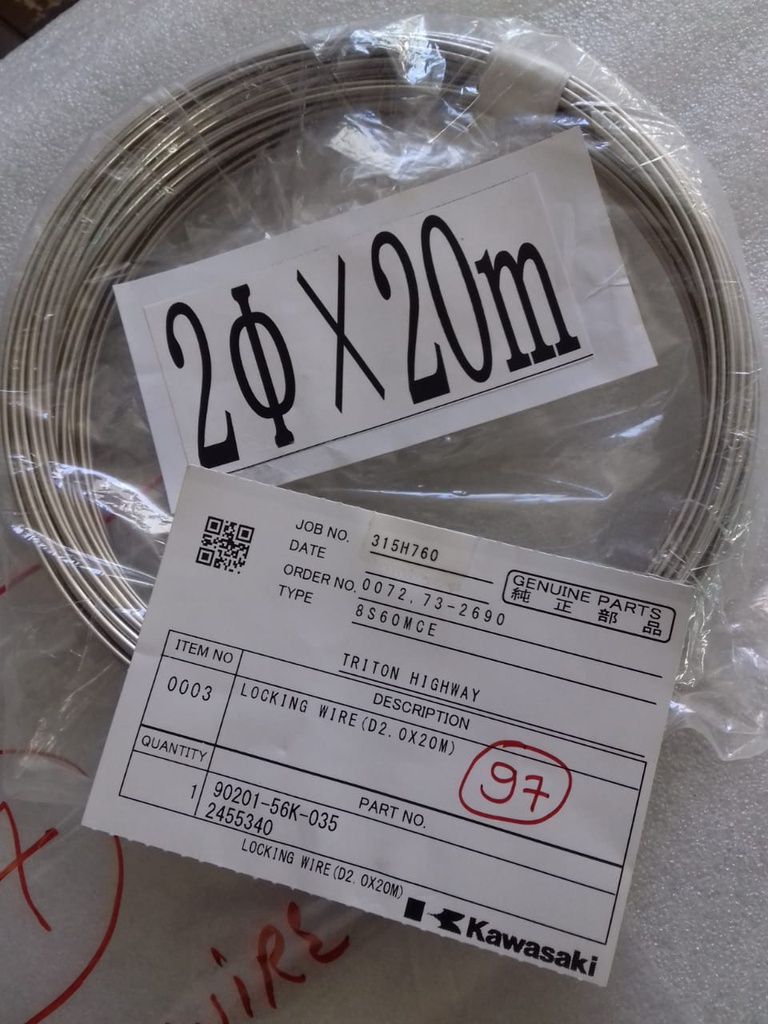 2Φ X 20m
JOB NO. 315H760
DATE
ORDER NO. 0072.73-2690
TYPE 8S60MCE
GENUINE PARTS
純正部品
TRITON HIGHWAY
ITEM NO DESCRIPTION
0003 LOCKING WIRE(D2.0X20M)
97
QUANTITY PART NO.
1 90201-56K-035
2455340
LOCKING WIRE(D2.0X20M)
Kawasaki
WIRE